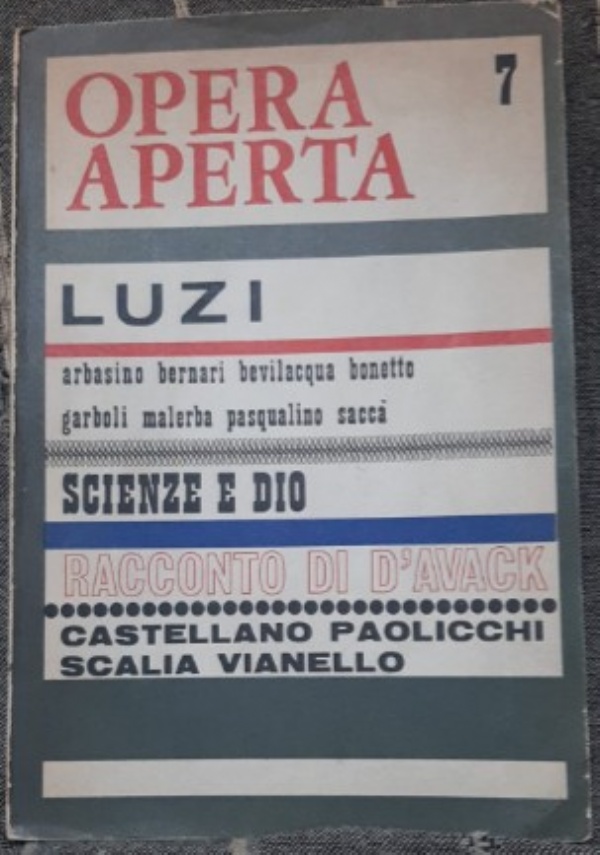 OPERA
APERTA
7
LUZI
arbasino bernari bevilacqua bonetto
garboli malerba pasqualino saccà
SCIENZE E DIO
RACCONTO DI D'AVACK
CASTELLANO PAOLICCHI
SCALIA VIANELLO